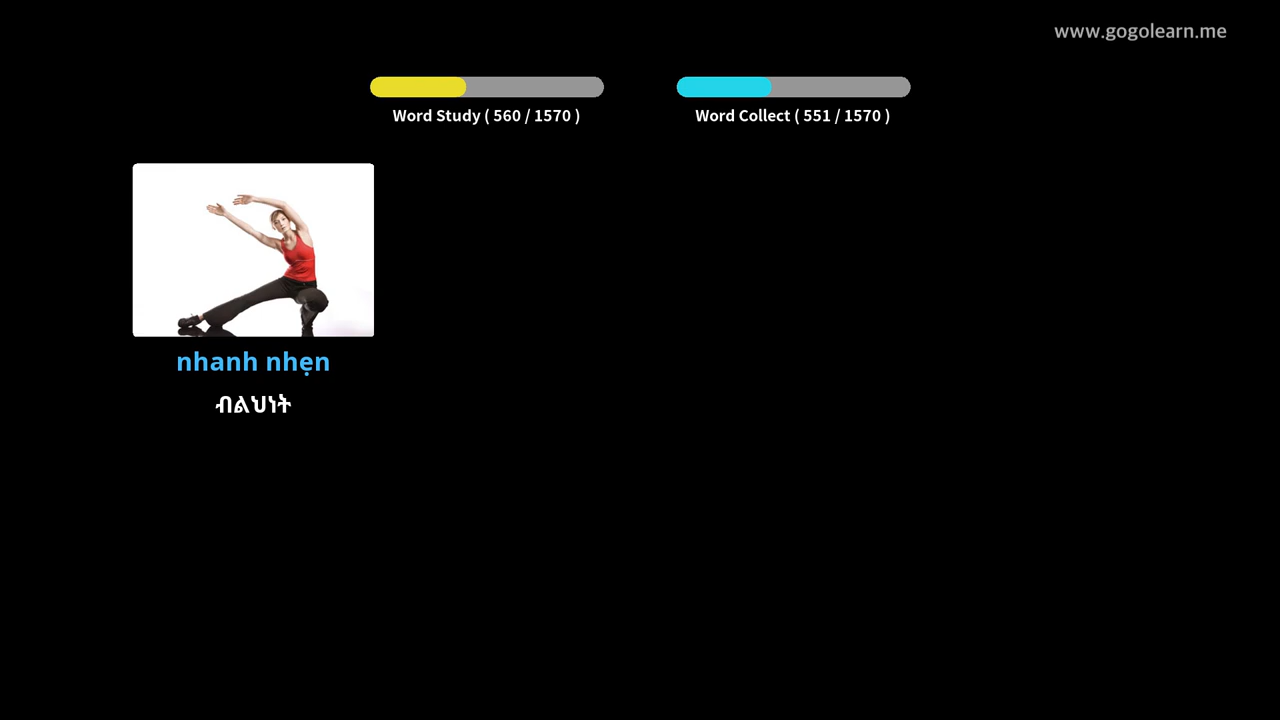 www.gogolearn.me
Word Study ( 560 / 1570 )
Word Collect ( 551 / 1570 )
nhanh nhẹn
ብልህነት